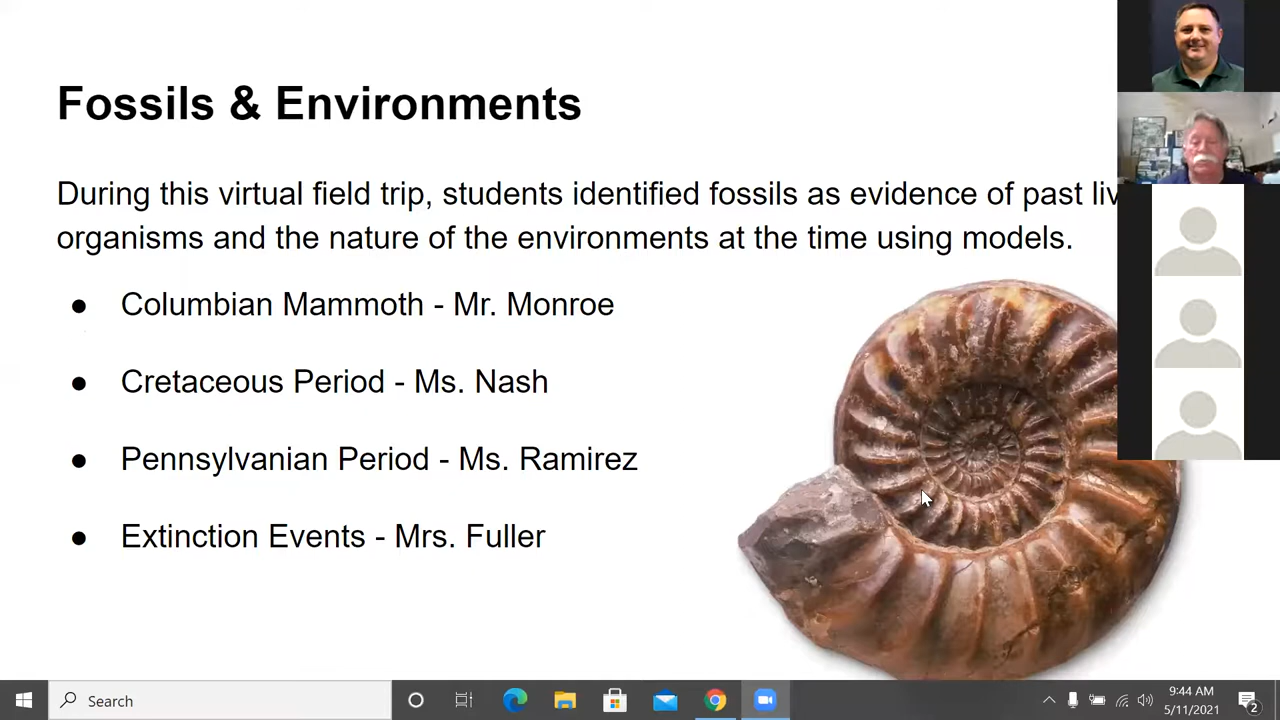 Fossils & Environments
During this virtual field trip, students identified fossils as evidence of past liv
organisms and the nature of the environments at the time using models.
● Columbian Mammoth - Mr. Monroe
● Cretaceous Period - Ms. Nash
● Pennsylvanian Period - Ms. Ramirez
● Extinction Events - Mrs. Fuller
Search
9:44 AM
5/11/2021
2